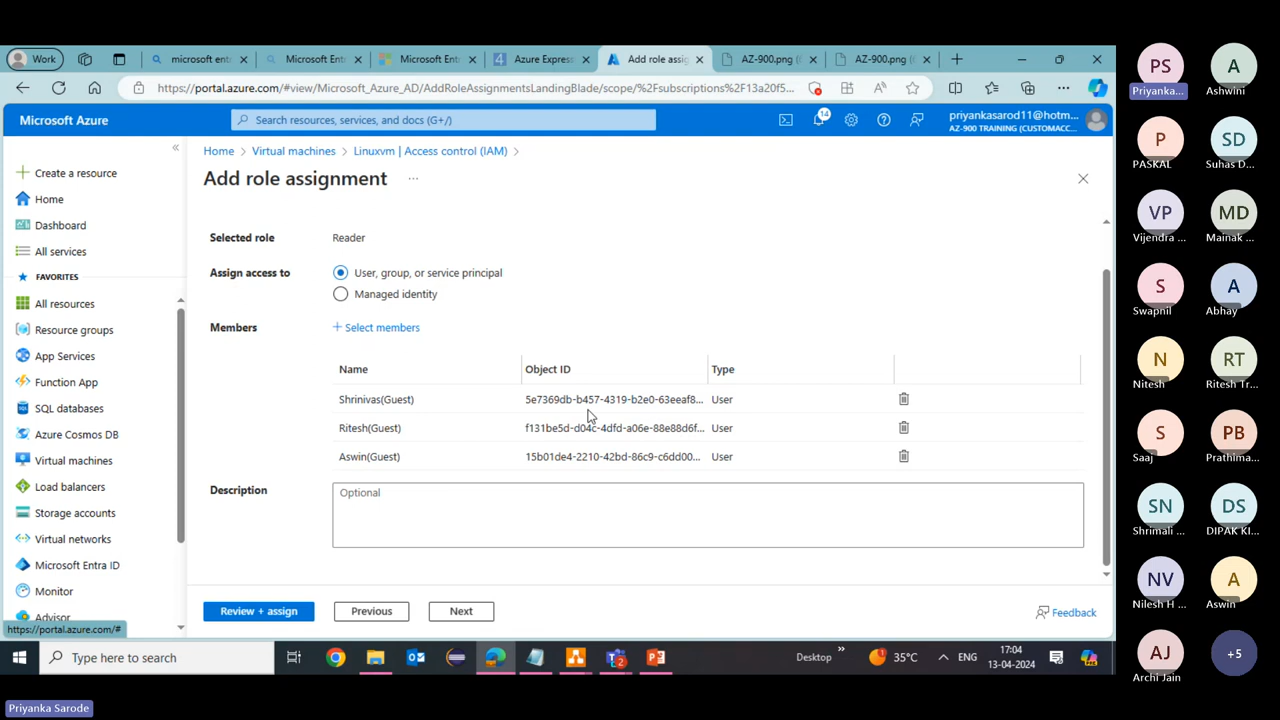 Work
microsoft entr
Microsoft Ent
Microsoft Entr
Azure Express
Add role assig
AZ-900.png (
AZ-900.png (
https://portal.azure.com/#view/Microsoft_Azure_AD/AddRoleAssignmentsLandingBlade/scope/%2Fsubscriptions%2F13a20f5...
Microsoft Azure
Search resources, services, and docs (G+/)
14
priyankasarod11@hotm...
AZ-900 TRAINING (CUSTOMACC...
Home > Virtual machines > Linuxvm | Access control (IAM) >
Add role assignment ...
Create a resource
Home
Dashboard
All services
FAVORITES
All resources
Resource groups
App Services
Function App
SQL databases
Azure Cosmos DB
Virtual machines
Load balancers
Storage accounts
Virtual networks
Microsoft Entra ID
Monitor
Advisor
https://portal.azure.com/#
Selected role Reader
Assign access to User, group, or service principal
Managed identity
Members + Select members
Name Object ID Type
Shrinivas(Guest) 5e7369db-b457-4319-b2e0-63eeaf8... User
Ritesh(Guest) f131be5d-d04c-4dfd-a06e-88e88d6f... User
Aswin(Guest) 15b01de4-2210-42bd-86c9-c6dd00... User
Description Optional
Review + assign Previous Next Feedback
Type here to search
Desktop
35°C
ENG
17:04
13-04-2024
Priyanka Sarode
PS A
Priyanka... Ashwini
P SD
PASKAL Suhas D...
VP MD
Vijendra ... Mainak ...
S A
Swapnil Abhay
N RT
Nitesh Ritesh Tr...
S PB
Saaj Prathima...
SN DS
Shrimali ... DIPAK KI...
NV A
Nilesh H ... Aswin
AJ +5
Archi Jain